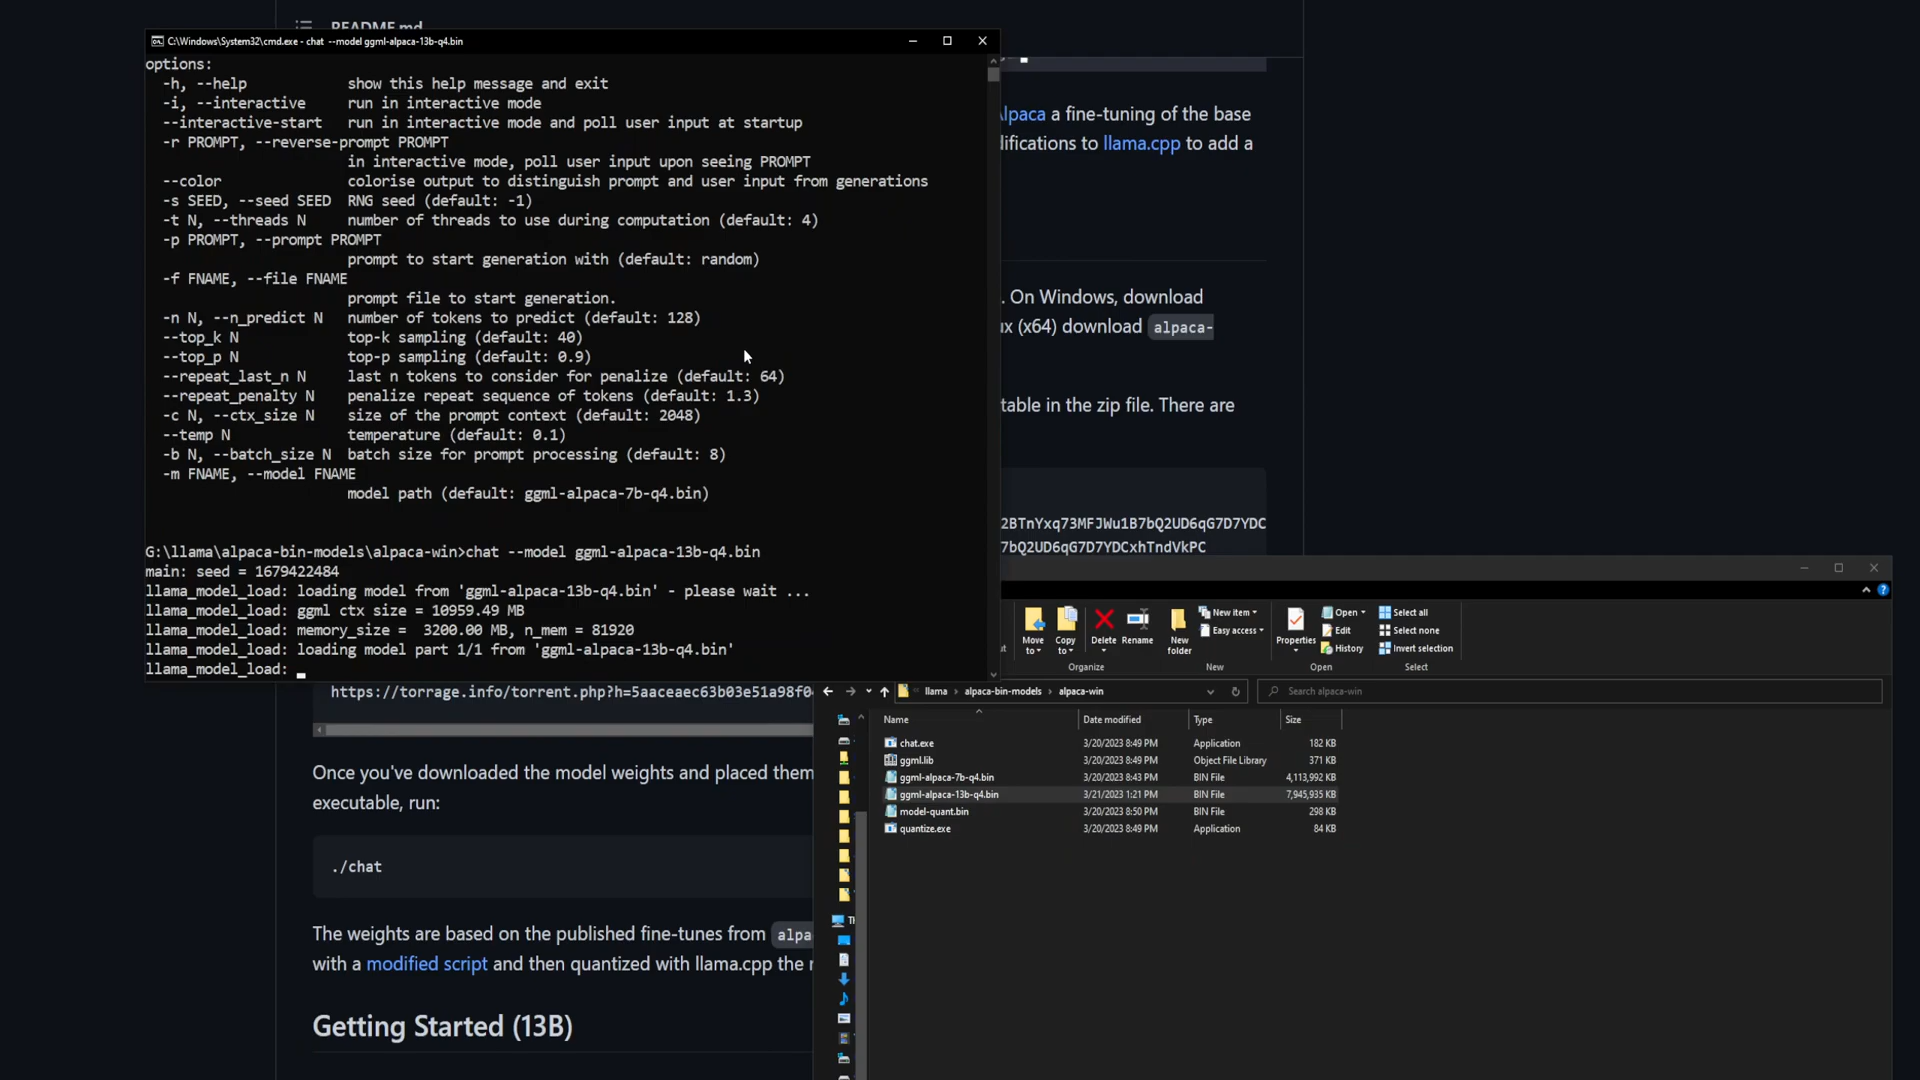 README.md
C:\Windows\System32\cmd.exe - chat --model ggml-alpaca-13b-q4.bin
options:
-h, --help show this help message and exit
-i, --interactive run in interactive mode
--interactive-start run in interactive mode and poll user input at startup
-r PROMPT, --reverse-prompt PROMPT
in interactive mode, poll user input upon seeing PROMPT
--color colorise output to distinguish prompt and user input from generations
-s SEED, --seed SEED RNG seed (default: -1)
-t N, --threads N number of threads to use during computation (default: 4)
-p PROMPT, --prompt PROMPT
prompt to start generation with (default: random)
-f FNAME, --file FNAME
prompt file to start generation.
-n N, --n_predict N number of tokens to predict (default: 128)
--top_k N top-k sampling (default: 40)
--top_p N top-p sampling (default: 0.9)
--repeat_last_n N last n tokens to consider for penalize (default: 64)
--repeat_penalty N penalize repeat sequence of tokens (default: 1.3)
-c N, --ctx_size N size of the prompt context (default: 2048)
--temp N temperature (default: 0.1)
-b N, --batch_size N batch size for prompt processing (default: 8)
-m FNAME, --model FNAME
model path (default: ggml-alpaca-7b-q4.bin)
G:\llama\alpaca-bin-models\alpaca-win>chat --model ggml-alpaca-13b-q4.bin
main: seed = 1679422484
llama_model_load: loading model from 'ggml-alpaca-13b-q4.bin' - please wait ...
llama_model_load: ggml ctx size = 10959.49 MB
llama_model_load: memory_size = 3200.00 MB, n_mem = 81920
llama_model_load: loading model part 1/1 from 'ggml-alpaca-13b-q4.bin'
llama_model_load:
Alpaca a fine-tuning of the base
difications to llama.cpp to add a
. On Windows, download
ux (x64) download alpaca-
table in the zip file. There are
2BTnYxq73MFJWu1B7bQ2UD6qG7D7YDC
7bQ2UD6qG7D7YDCxhTndVkPC
https://torrage.info/torrent.php?h=5aaceaec63b03e51a98f0
Once you've downloaded the model weights and placed them
executable, run:
./chat
The weights are based on the published fine-tunes from alpa
with a modified script and then quantized with llama.cpp the
Getting Started (13B)
Move to
Copy to
Delete
Rename
New folder
New item
Easy access
Properties
Open
Edit
History
Select all
Select none
Invert selection
Organize
New
Open
Select
llama > alpaca-bin-models > alpaca-win
Search alpaca-win
Name Date modified Type Size
chat.exe 3/20/2023 8:49 PM Application 182 KB
ggml.lib 3/20/2023 8:49 PM Object File Library 371 KB
ggml-alpaca-7b-q4.bin 3/20/2023 8:43 PM BIN File 4,113,992 KB
ggml-alpaca-13b-q4.bin 3/21/2023 1:21 PM BIN File 7,945,935 KB
model-quant.bin 3/20/2023 8:50 PM BIN File 298 KB
quantize.exe 3/20/2023 8:49 PM Application 84 KB